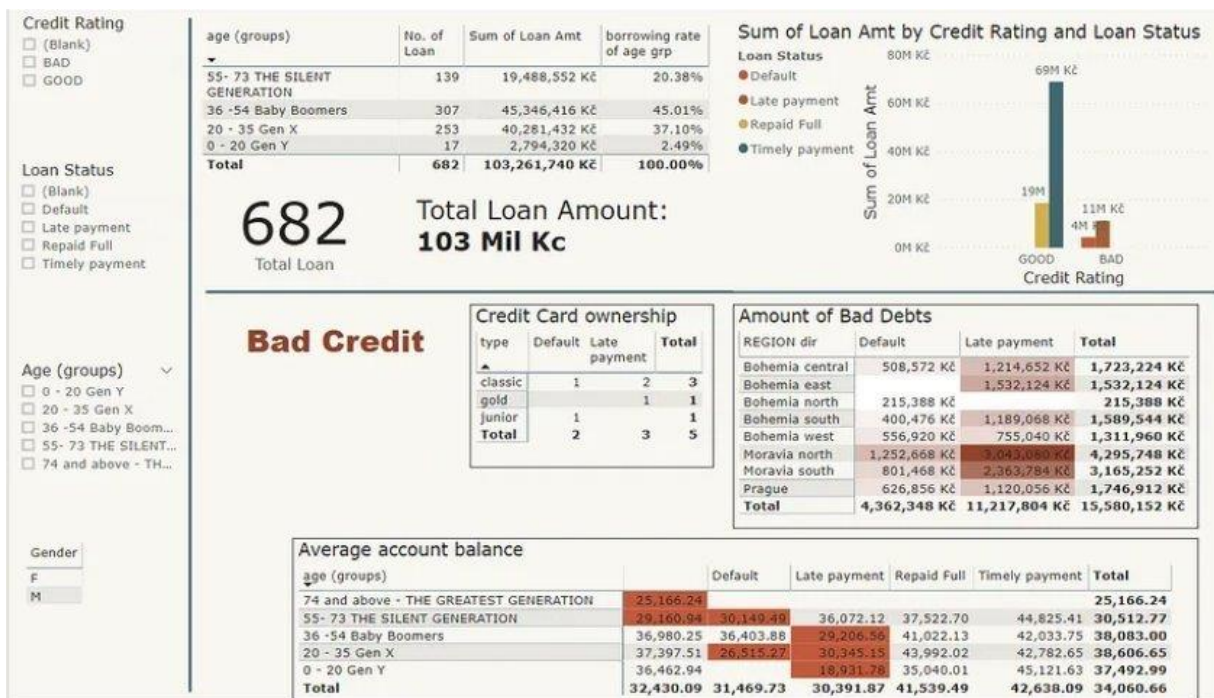 Credit Rating
(Blank)
BAD
GOOD
Loan Status
(Blank)
Default
Late payment
Repaid Full
Timely payment
Age (groups)
0 - 20 Gen Y
20 - 35 Gen X
36 -54 Baby Boom...
55- 73 THE SILENT...
74 and above - TH...
Gender
F
M
age (groups) No. of Loan Sum of Loan Amt borrowing rate of age grp
55- 73 THE SILENT GENERATION 139 19,488,552 Kč 20.38%
36 -54 Baby Boomers 307 45,346,416 Kč 45.01%
20 - 35 Gen X 253 40,281,432 Kč 37.10%
0 - 20 Gen Y 17 2,794,320 Kč 2.49%
Total 682 103,261,740 Kč 100.00%
682
Total Loan
Total Loan Amount:
103 Mil Kc
Sum of Loan Amt by Credit Rating and Loan Status
Loan Status
Default
Late payment
Repaid Full
Timely payment
Sum of Loan Amt
80M Kč
60M Kč
40M Kč
20M Kč
0M Kč
69M Kč
19M
11M Kč
4M
GOOD BAD
Credit Rating
Bad Credit
Credit Card ownership
type Default Late payment Total
classic 1 2 3
gold 1 1
junior 1 1
Total 2 3 5
Amount of Bad Debts
REGION dir Default Late payment Total
Bohemia central 508,572 Kč 1,214,652 Kč 1,723,224 Kč
Bohemia east 1,532,124 Kč 1,532,124 Kč
Bohemia north 215,388 Kč 215,388 Kč
Bohemia south 400,476 Kč 1,189,068 Kč 1,589,544 Kč
Bohemia west 556,920 Kč 755,040 Kč 1,311,960 Kč
Moravia north 1,252,668 Kč 3,043,080 Kč 4,295,748 Kč
Moravia south 801,468 Kč 2,363,784 Kč 3,165,252 Kč
Prague 626,856 Kč 1,120,056 Kč 1,746,912 Kč
Total 4,362,348 Kč 11,217,804 Kč 15,580,152 Kč
Average account balance
age (groups) Default Late payment Repaid Full Timely payment Total
74 and above - THE GREATEST GENERATION 25,166.24 25,166.24
55- 73 THE SILENT GENERATION 29,160.94 30,149.49 36,072.12 37,522.70 44,825.41 30,512.77
36 -54 Baby Boomers 36,980.25 36,403.88 29,206.56 41,022.13 42,033.75 38,083.00
20 - 35 Gen X 37,397.51 26,515.27 30,345.15 43,992.02 42,782.65 38,606.65
0 - 20 Gen Y 36,462.94 18,931.78 35,040.01 45,121.63 37,492.99
Total 32,430.09 31,469.73 30,391.87 41,539.49 42,638.09 34,060.66